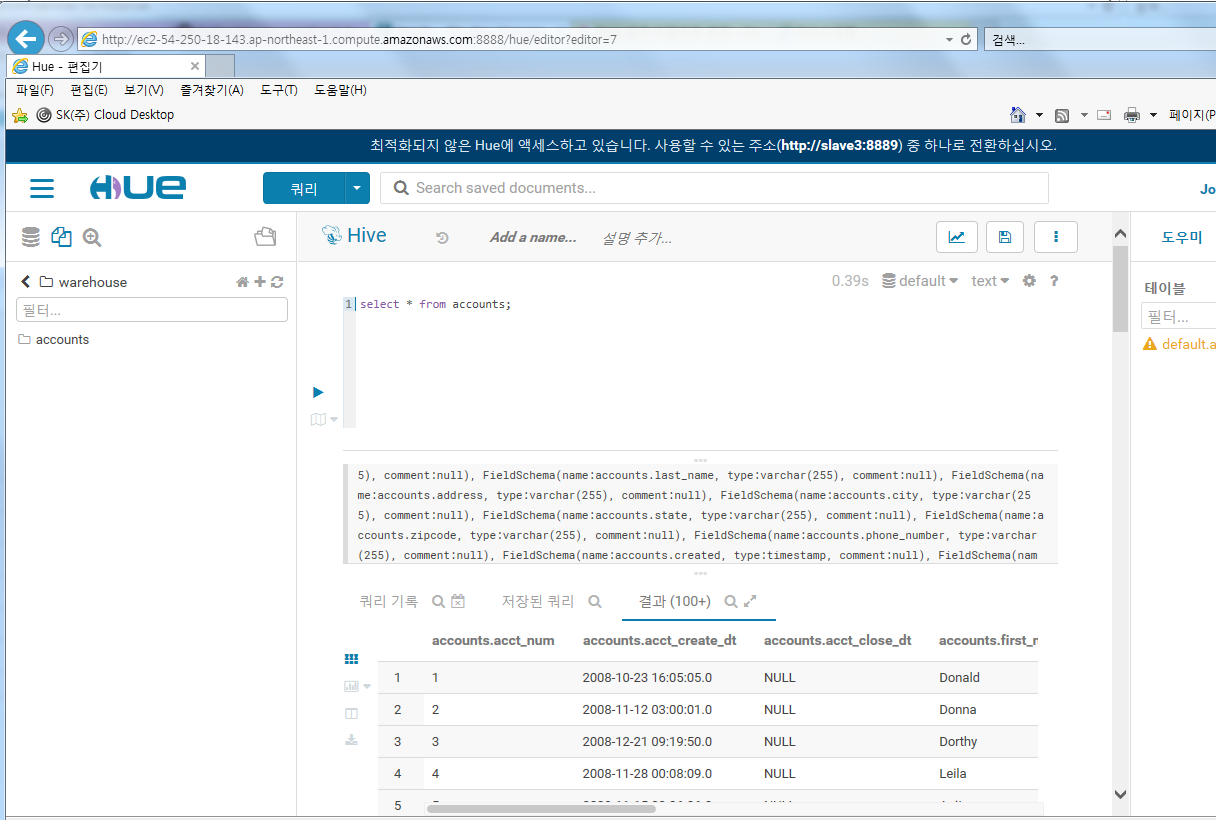 http://ec2-54-250-18-143.ap-northeast-1.compute.amazonaws.com:8888/hue/editor?editor=7
검색...
Hue - 편집기
파일(F) 편집(E) 보기(V) 즐겨찾기(A) 도구(T) 도움말(H)
SK(주) Cloud Desktop
페이지(P
최적화되지 않은 Hue에 액세스하고 있습니다. 사용할 수 있는 주소(http://slave3:8889) 중 하나로 전환하십시오.
HUE
쿼리
Search saved documents...
Jo
Hive
Add a name...
설명 추가...
도우미
warehouse
필터...
accounts
0.39s
default
text
?
1 select * from accounts;
테이블
필터...
default.a
5), comment:null), FieldSchema(name:accounts.last_name, type:varchar(255), comment:null), FieldSchema(na
me:accounts.address, type:varchar(255), comment:null), FieldSchema(name:accounts.city, type:varchar(25
5), comment:null), FieldSchema(name:accounts.state, type:varchar(255), comment:null), FieldSchema(name:a
ccounts.zipcode, type:varchar(255), comment:null), FieldSchema(name:accounts.phone_number, type:varchar
(255), comment:null), FieldSchema(name:accounts.created, type:timestamp, comment:null), FieldSchema(nam
쿼리 기록
저장된 쿼리
결과 (100+)
accounts.acct_num accounts.acct_create_dt accounts.acct_close_dt accounts.first_n
1 1 2008-10-23 16:05:05.0 NULL Donald
2 2 2008-11-12 03:00:01.0 NULL Donna
3 3 2008-12-21 09:19:50.0 NULL Dorthy
4 4 2008-11-28 00:08:09.0 NULL Leila
5